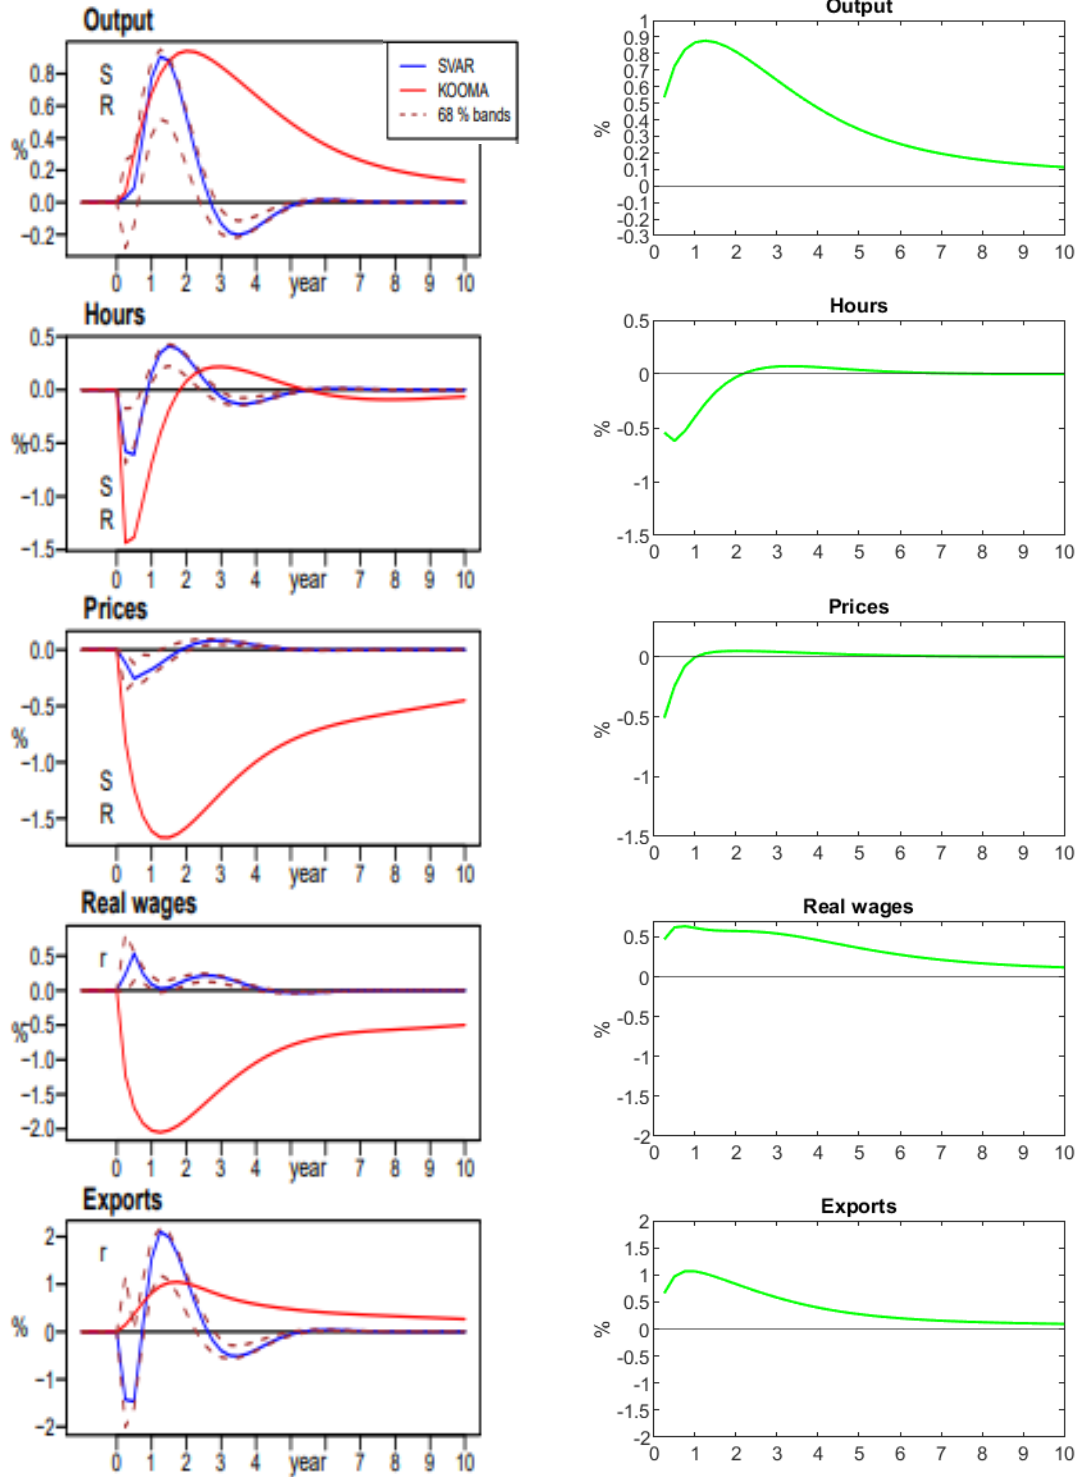 Output
0.8
0.6
0.4
0.2
0.0
−0.2
%
S
R
SVAR
KOOMA
68 % bands
0 1 2 3 4 year 7 8 9 10
Output
1
0.9
0.8
0.7
0.6
0.5
0.4
0.3
0.2
0.1
0
-0.1
-0.2
-0.3
%
0 1 2 3 4 5 6 7 8 9 10
Hours
0.5
0.0
%
−0.5
−1.0
−1.5
S
R
0 1 2 3 4 year 7 8 9 10
Hours
0.5
0
-0.5
-1
-1.5
%
0 1 2 3 4 5 6 7 8 9 10
Prices
0.0
−0.5
%
−1.0
−1.5
S
R
0 1 2 3 4 year 7 8 9 10
Prices
0
-0.5
-1
-1.5
%
0 1 2 3 4 5 6 7 8 9 10
Real wages
0.5
0.0
%
−0.5
−1.0
−1.5
−2.0
r
0 1 2 3 4 year 7 8 9 10
Real wages
0.5
0
-0.5
-1
-1.5
-2
%
0 1 2 3 4 5 6 7 8 9 10
Exports
2
1
%
0
−1
−2
r
0 1 2 3 4 year 7 8 9 10
Exports
2
1.5
1
0.5
0
-0.5
-1
-1.5
-2
%
0 1 2 3 4 5 6 7 8 9 10